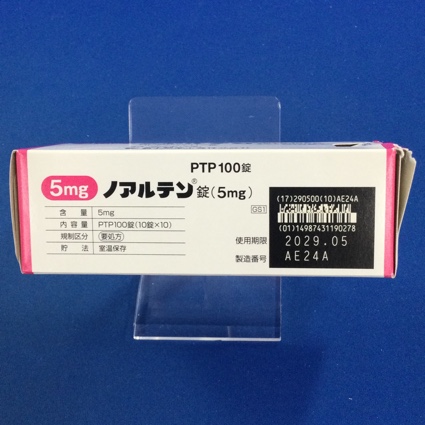 PTP100錠
5mg ノアルテン®錠(5mg)
含量 5mg
内容量 PTP100錠(10錠×10)
規制区分 (要処方)
貯法 室温保存
GS1
(17)290500(10)AE24A
(01)14987431190278
使用期限 2029.05
製造番号 AE24A